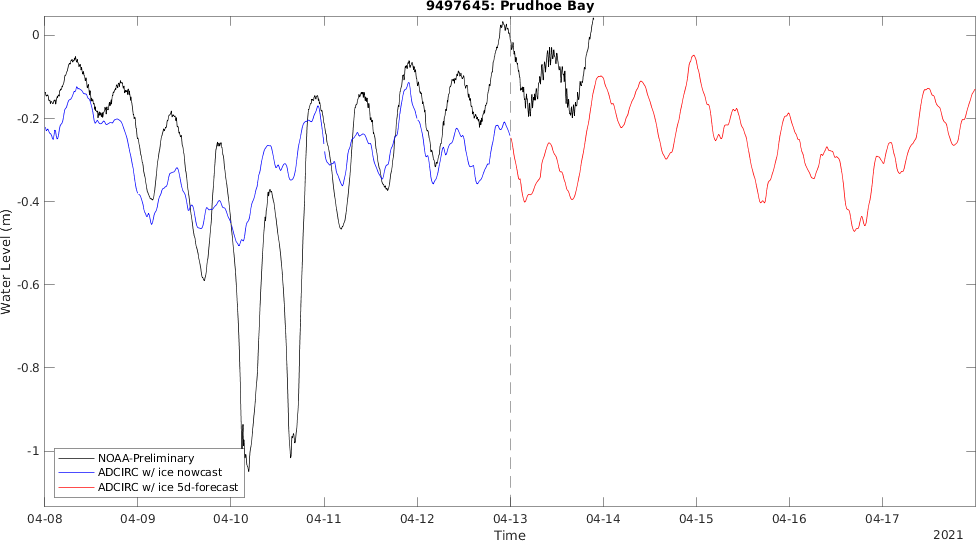 9497645: Prudhoe Bay
Water Level (m)
0
-0.2
-0.4
-0.6
-0.8
-1
NOAA-Preliminary
ADCIRC w/ ice nowcast
ADCIRC w/ ice 5d-forecast
04-08 04-09 04-10 04-11 04-12 04-13 04-14 04-15 04-16 04-17
Time
2021